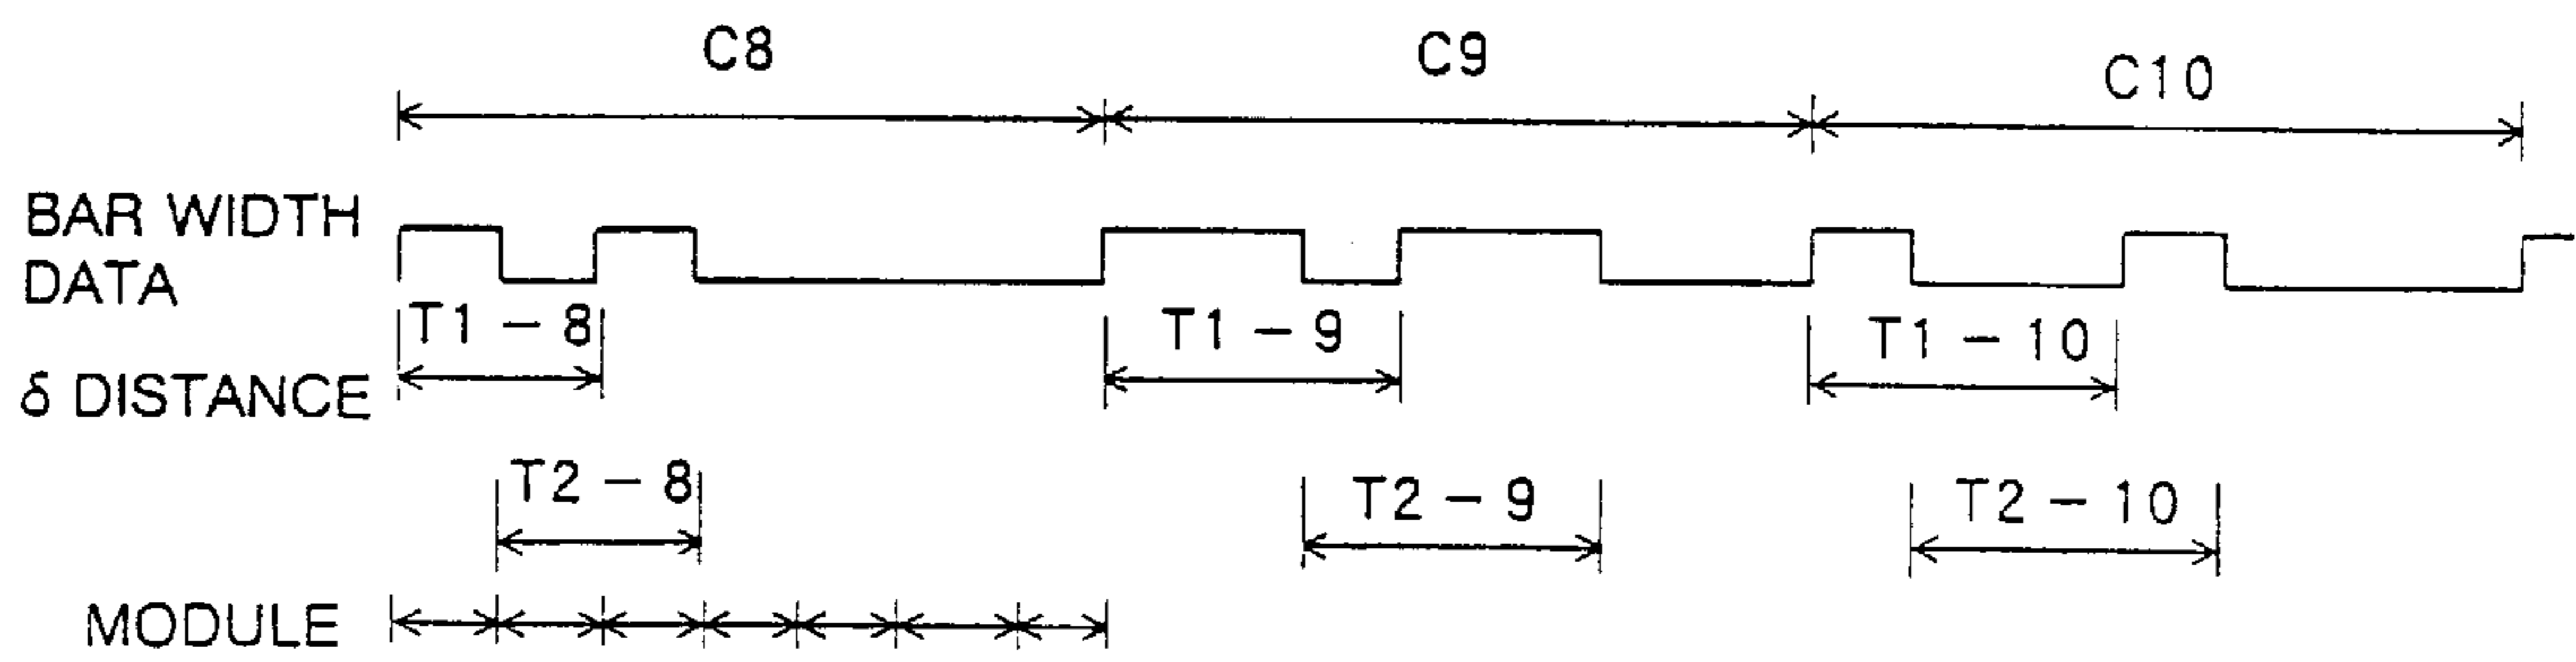 C8 C9 C10
BAR WIDTH
DATA
T1 - 8 T1 - 9 T1 - 10
δ DISTANCE
T2 - 8 T2 - 9 T2 - 10
MODULE